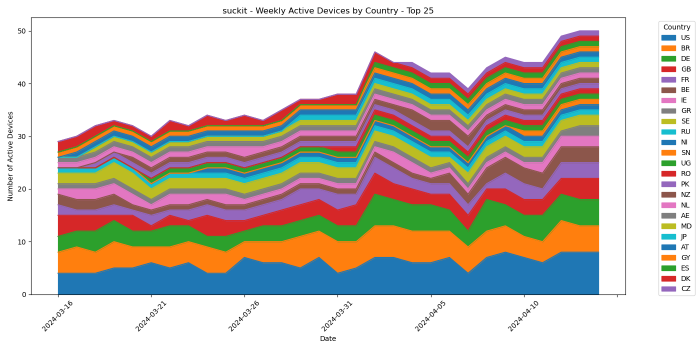 suckit - Weekly Active Devices by Country - Top 25
Number of Active Devices
50
40
30
20
10
0
2024-03-16
2024-03-21
2024-03-26
2024-03-31
2024-04-05
2024-04-10
Date
Country
US
BR
DE
GB
FR
BE
IE
GR
SE
RU
NI
SN
UG
RO
PK
NZ
NL
AE
MD
JP
AT
GY
ES
DK
CZ